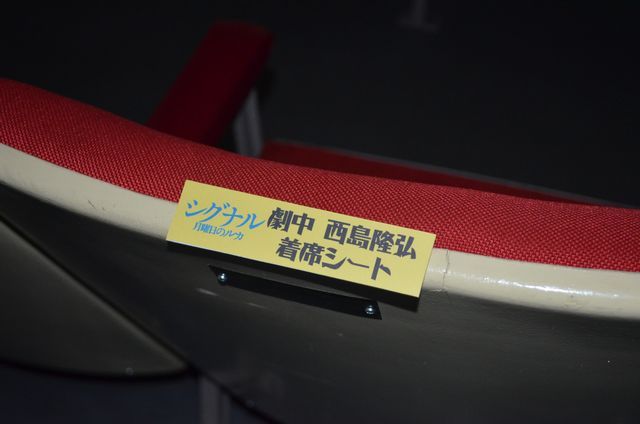 シグナル
月曜日のルカ
劇中 西島隆弘
着席シート